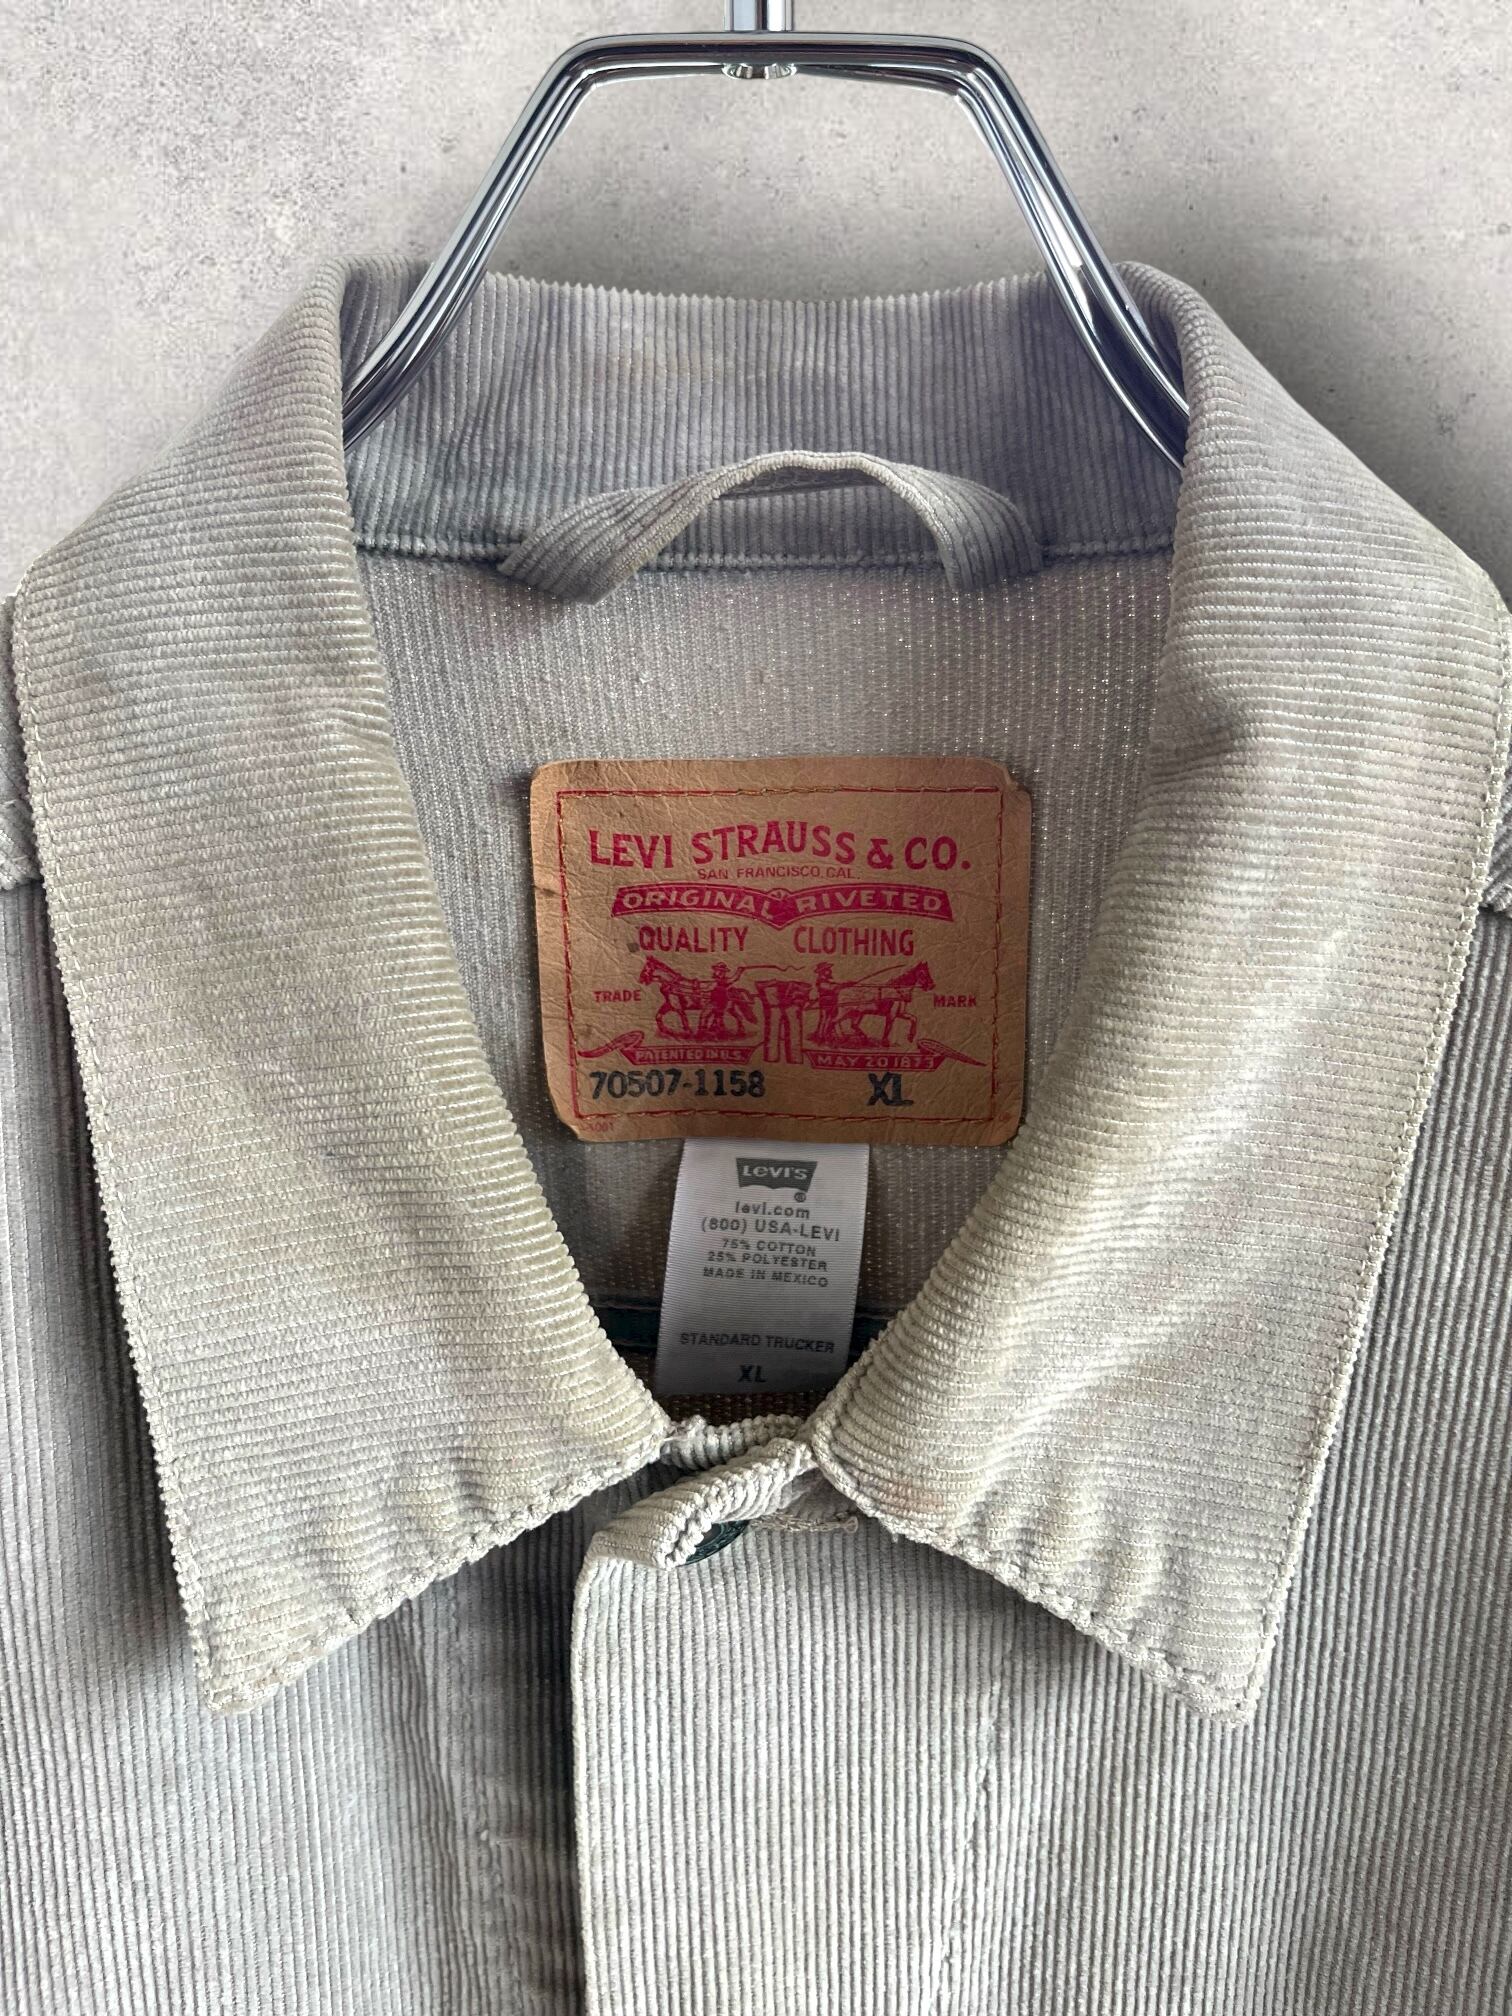 LEVI STRAUSS & CO.
SAN FRANCISCO, CAL.
ORIGINAL RIVETED
QUALITY CLOTHING
TRADE MARK
PATENTED IN U.S. MAY 20 1873
70507-1158 XL
Levi's
®
levi.com
(800) USA-LEVI
75% COTTON
25% POLYESTER
MADE IN MEXICO
STANDARD TRUCKER
XL